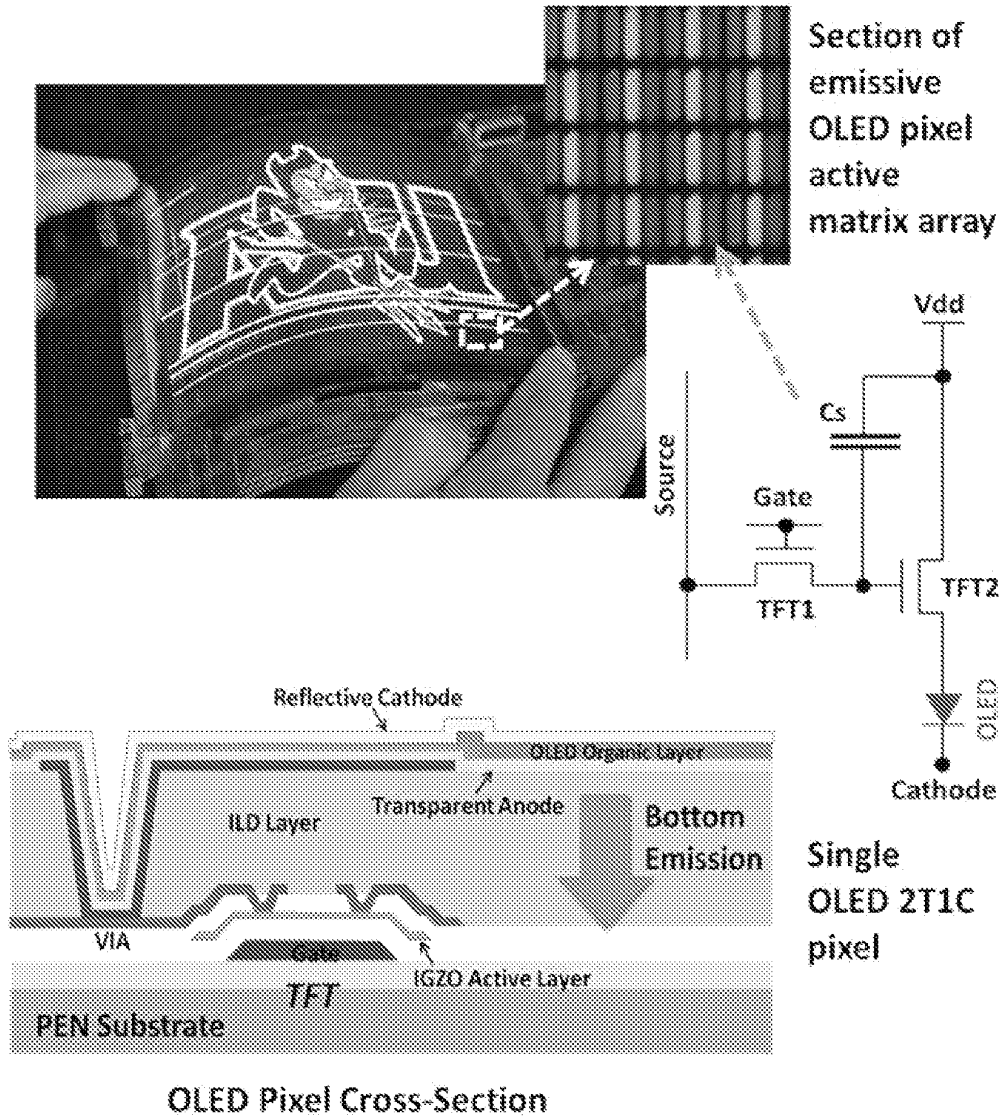 Section of
emissive
OLED pixel
active
matrix array
Vdd
Cs
Source
Gate
TFT1
TFT2
OLED
Cathode
Single
OLED 2T1C
pixel
Reflective Cathode
OLED Organic Layer
Transparent Anode
ILD Layer
Bottom
Emission
VIA
Gate
IGZO Active Layer
TFT
PEN Substrate
OLED Pixel Cross-Section